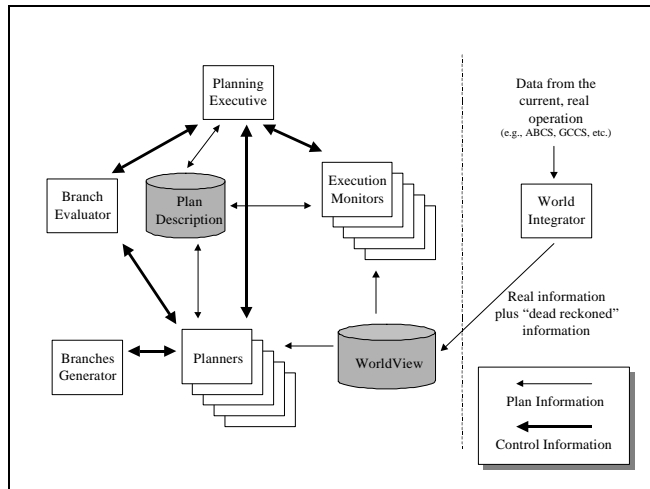 Planning
Executive
Data from the
current, real
operation
(e.g., ABCS, GCCS, etc.)
Branch
Evaluator
Plan
Description
Execution
Monitors
World
Integrator
Real information
plus “dead reckoned”
information
Branches
Generator
Planners
WorldView
Plan Information
Control Information